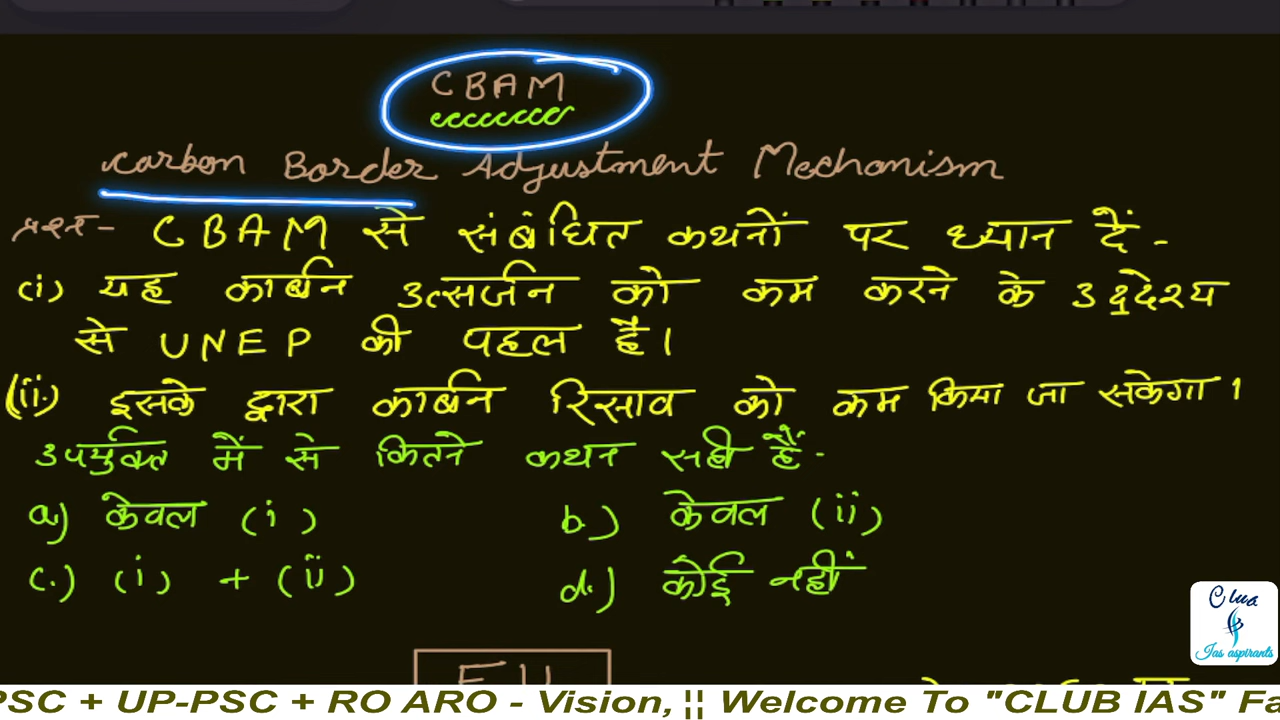 CBAM
Carbon Border Adjustment Mechanism
प्रश्न- CBAM से संबंधित कथनों पर ध्यान दें -
(i) यह कार्बन उत्सर्जन को कम करने के उद्देश्य
से UNEP की पहल है।
(ii) इसके द्वारा कार्बन रिसाव को कम किया जा सकेगा।
उपर्युक्त में से कितने कथन सही हैं -
a.) केवल (i) b.) केवल (ii)
c.) (i) + (ii) d.) कोई नहीं
Club
Ias aspirants
EU
PSC + UP-PSC + RO ARO - Vision, ¦¦ Welcome To "CLUB IAS" Fa